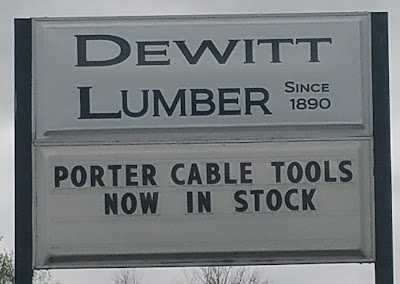 DEWITT
LUMBER SINCE 1890
PORTER CABLE TOOLS
NOW IN STOCK